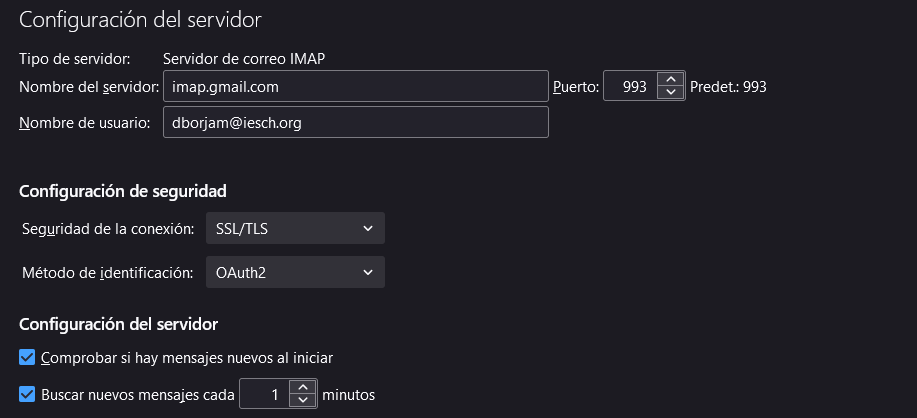 Configuración del servidor
Tipo de servidor: Servidor de correo IMAP
Nombre del servidor: imap.gmail.com Puerto: 993 Predet.: 993
Nombre de usuario: dborjam@iesch.org
Configuración de seguridad
Seguridad de la conexión: SSL/TLS
Método de identificación: OAuth2
Configuración del servidor
Comprobar si hay mensajes nuevos al iniciar
Buscar nuevos mensajes cada 1 minutos